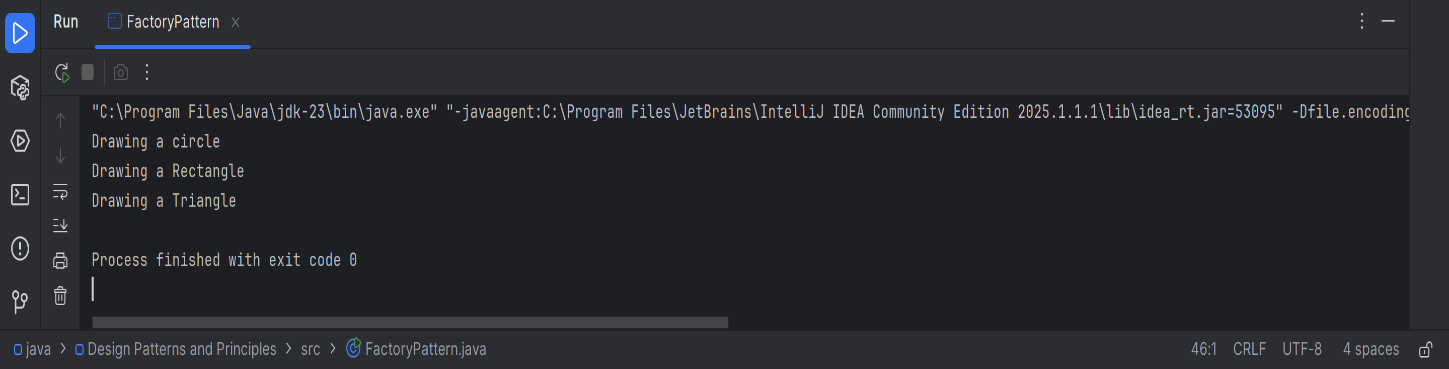 Run FactoryPattern
"C:\Program Files\Java\jdk-23\bin\java.exe" "-javaagent:C:\Program Files\JetBrains\IntelliJ IDEA Community Edition 2025.1.1.1\lib\idea_rt.jar=53095" -Dfile.encoding
Drawing a circle
Drawing a Rectangle
Drawing a Triangle
Process finished with exit code 0
java > Design Patterns and Principles > src > FactoryPattern.java 46:1 CRLF UTF-8 4 spaces